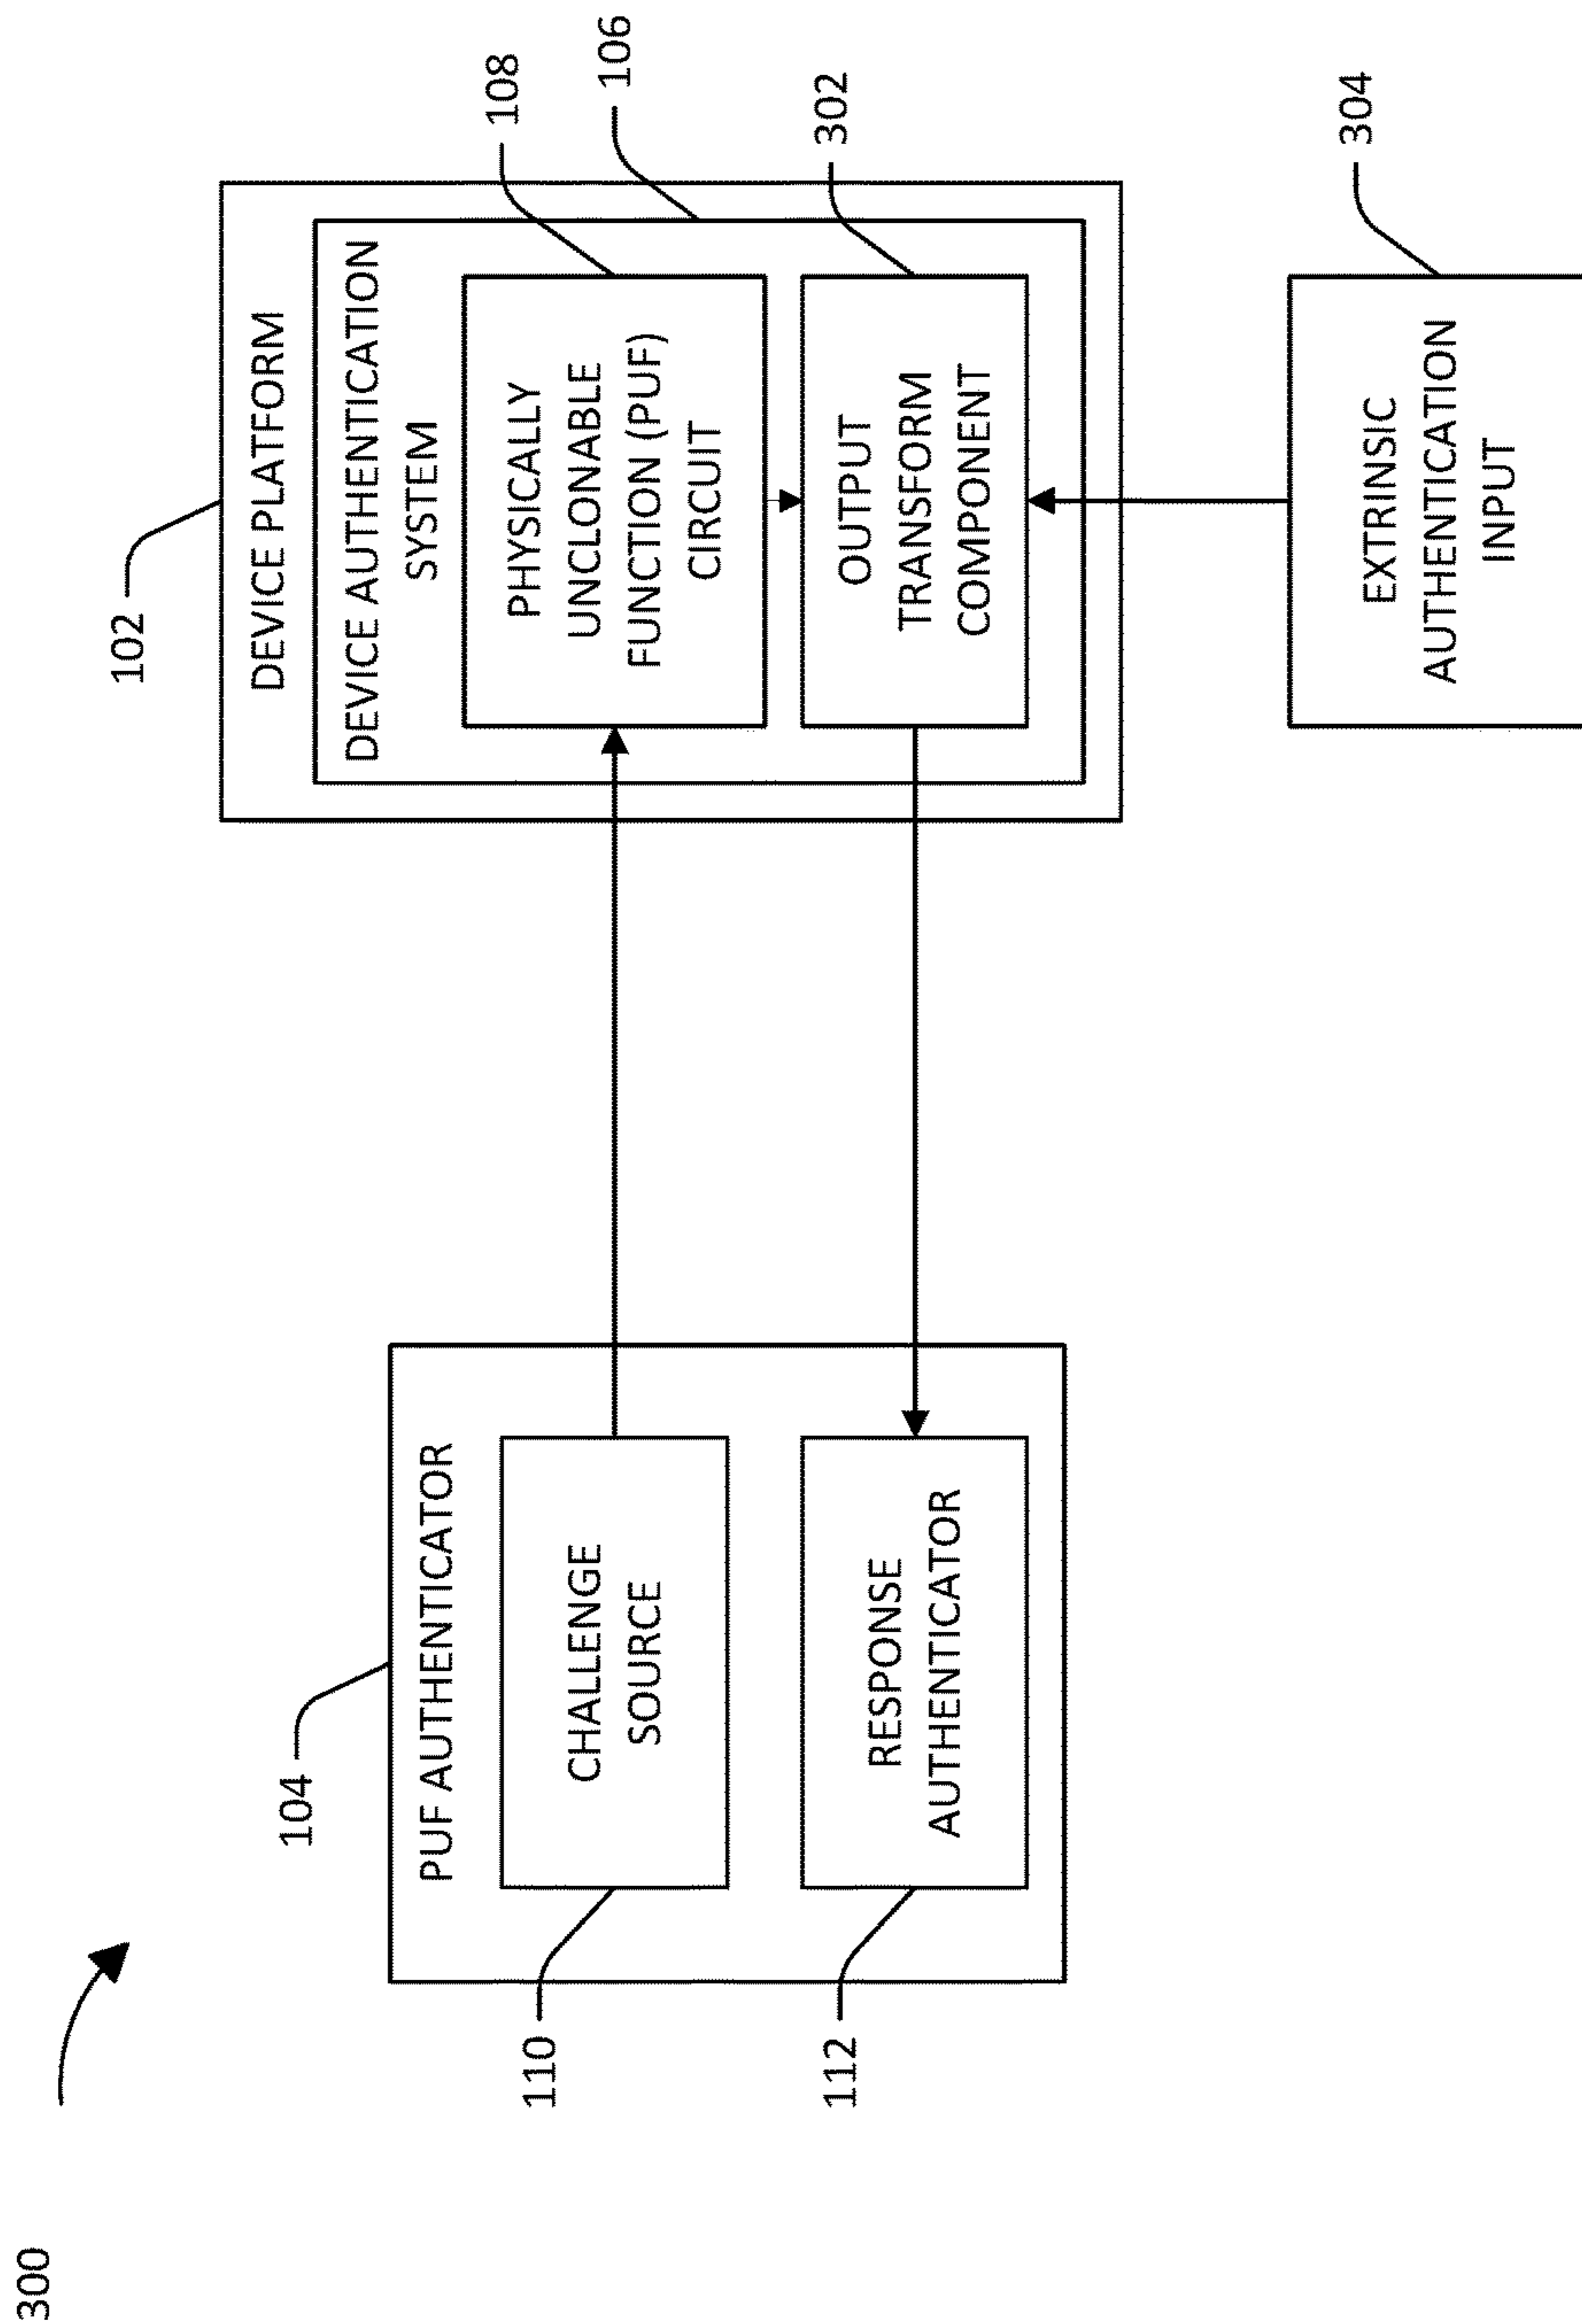 300
102
104
DEVICE PLATFORM
DEVICE AUTHENTICATION
SYSTEM
PHYSICALLY
UNCLONABLE
FUNCTION (PUF)
CIRCUIT
108
106
OUTPUT
TRANSFORM
COMPONENT
302
PUF AUTHENTICATOR
CHALLENGE
SOURCE
110
RESPONSE
AUTHENTICATOR
112
EXTRINSIC
AUTHENTICATION
INPUT
304